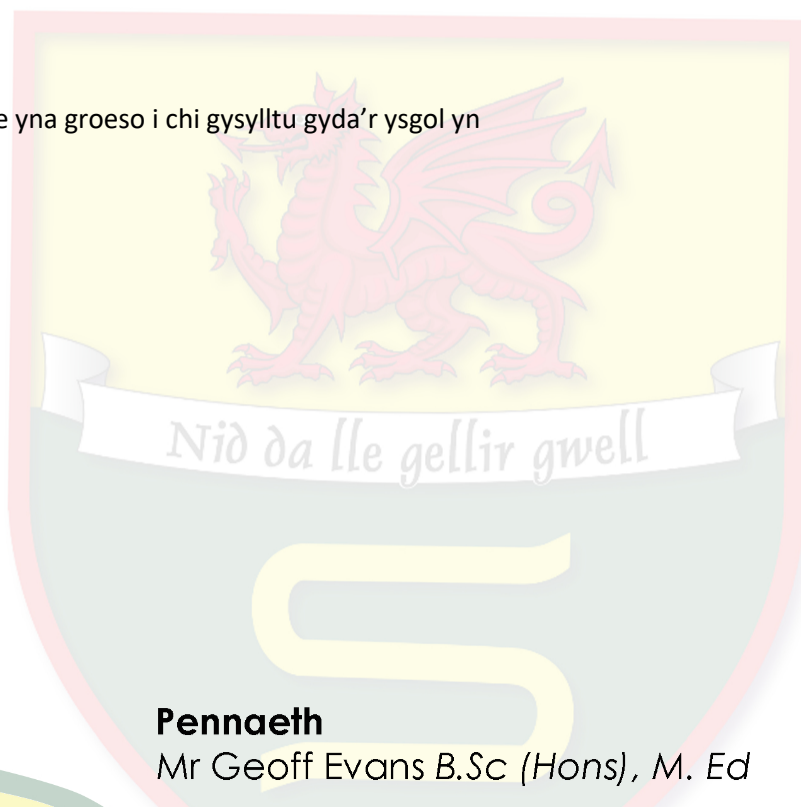 e yna groeso i chi gysylltu gyda’r ysgol yn
Nid da lle gellir gwell
Pennaeth
Mr Geoff Evans B.Sc (Hons), M. Ed